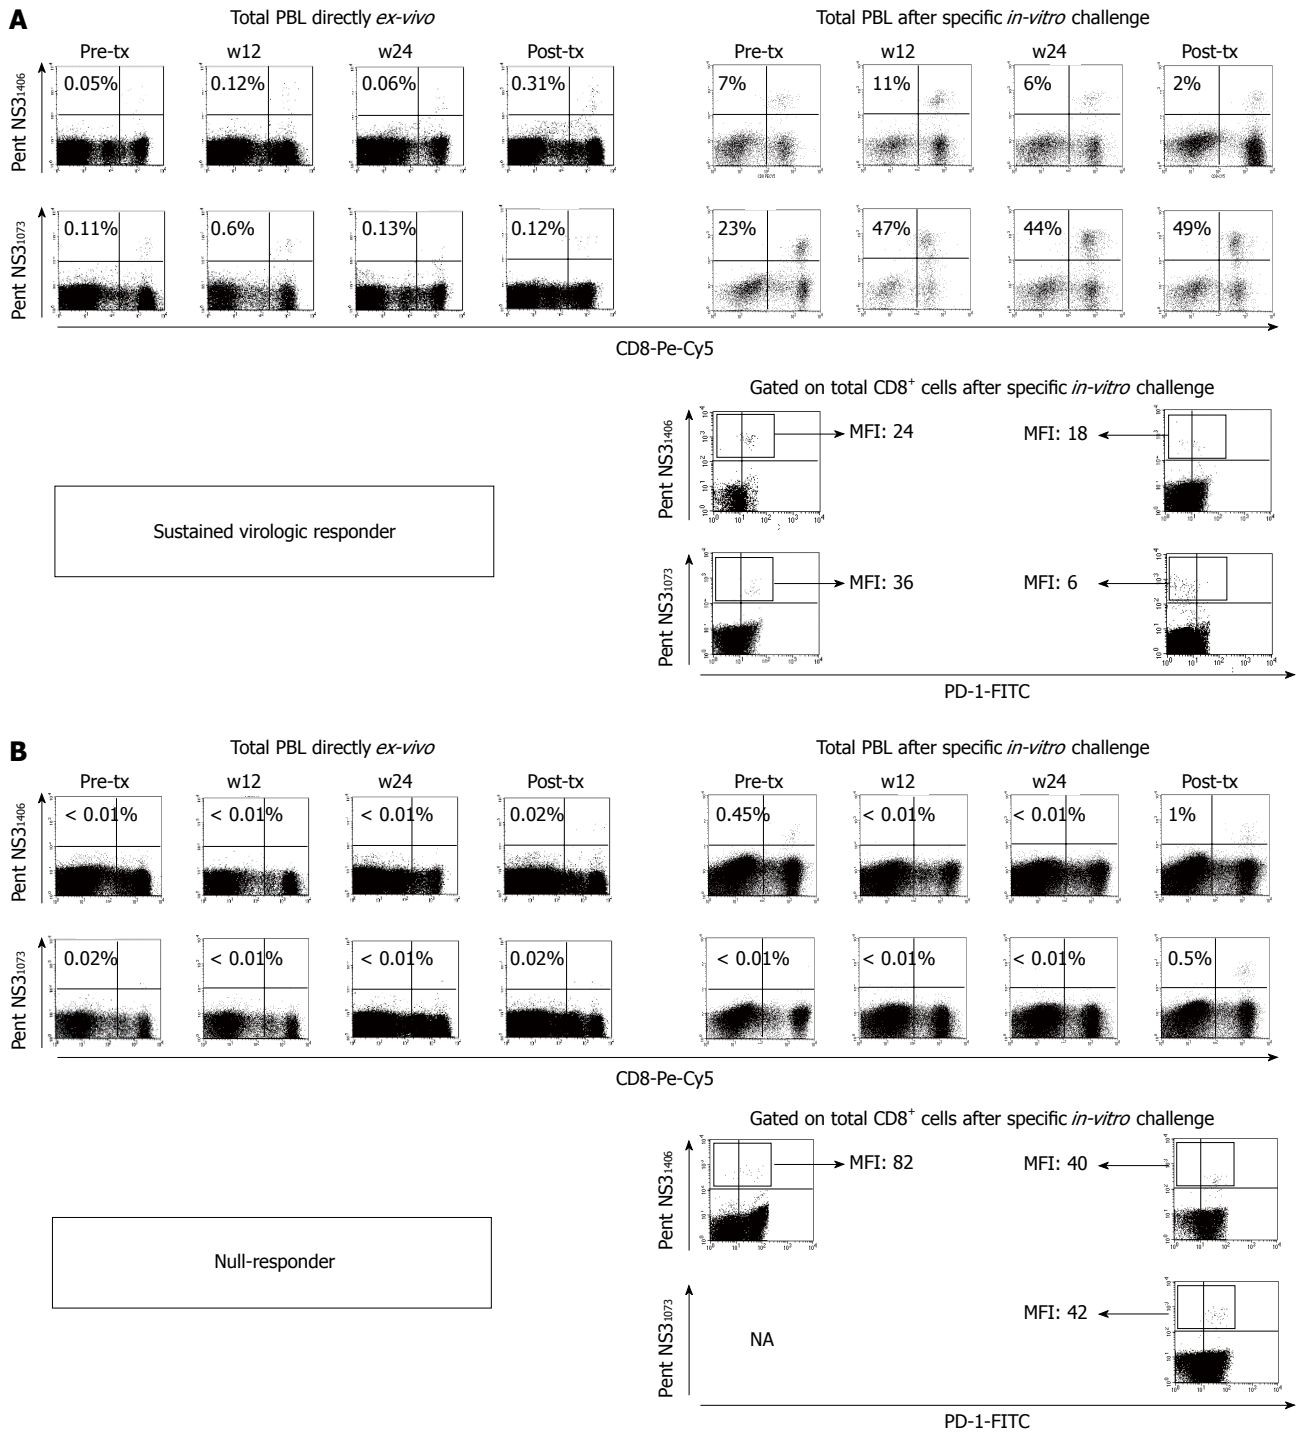 A
Total PBL directly ex-vivo
Total PBL after specific in-vitro challenge
Pre-tx w12 w24 Post-tx Pre-tx w12 w24 Post-tx
Pent NS31406
0.05% 0.12% 0.06% 0.31% 7% 11% 6% 2%
Pent NS31073
0.11% 0.6% 0.13% 0.12% 23% 47% 44% 49%
CD8-Pe-Cy5
Gated on total CD8+ cells after specific in-vitro challenge
Pent NS31406
MFI: 24 MFI: 18
Sustained virologic responder
Pent NS31073
MFI: 36 MFI: 6
PD-1-FITC
B
Total PBL directly ex-vivo
Total PBL after specific in-vitro challenge
Pre-tx w12 w24 Post-tx Pre-tx w12 w24 Post-tx
Pent NS31406
< 0.01% < 0.01% < 0.01% 0.02% 0.45% < 0.01% < 0.01% 1%
Pent NS31073
0.02% < 0.01% < 0.01% 0.02% < 0.01% < 0.01% < 0.01% 0.5%
CD8-Pe-Cy5
Gated on total CD8+ cells after specific in-vitro challenge
Pent NS31406
MFI: 82 MFI: 40
Null-responder
Pent NS31073
NA MFI: 42
PD-1-FITC